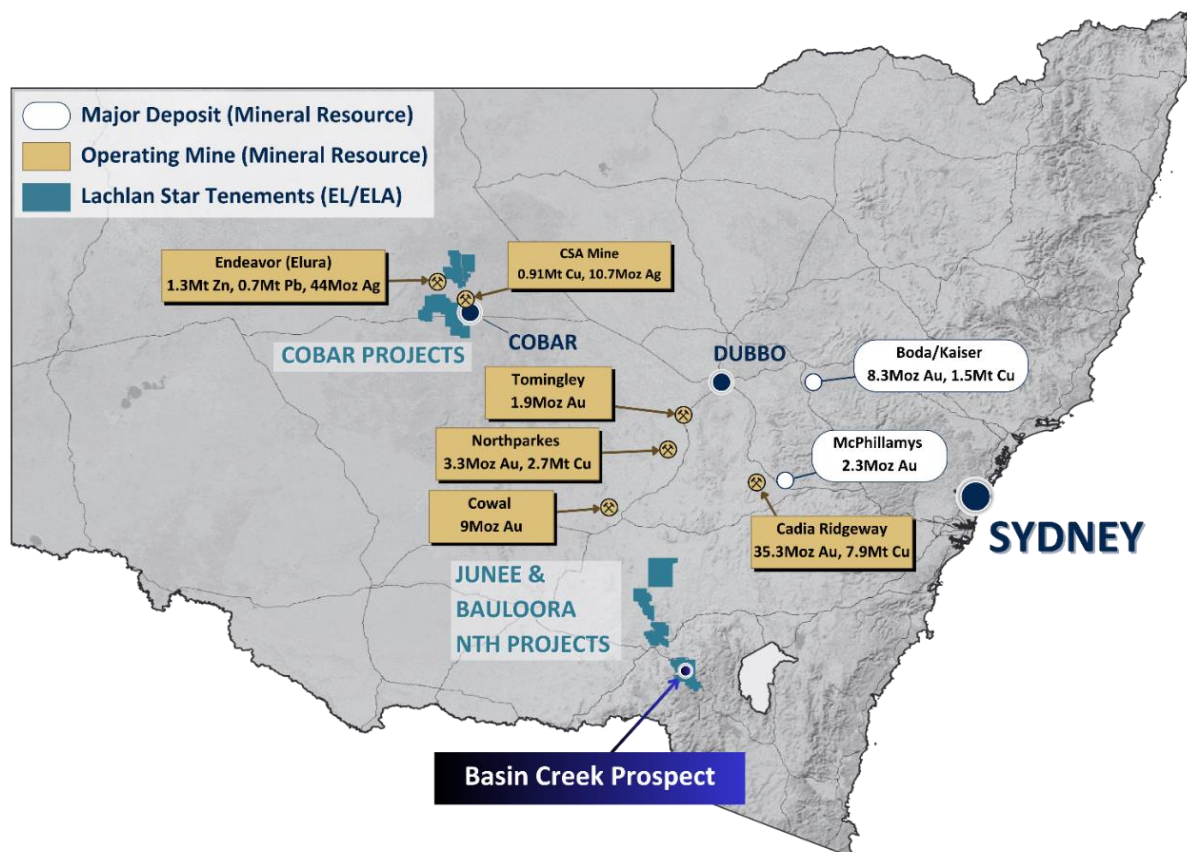 Major Deposit (Mineral Resource)
Operating Mine (Mineral Resource)
Lachlan Star Tenements (EL/ELA)
Endeavor (Elura)
1.3Mt Zn, 0.7Mt Pb, 44Moz Ag
CSA Mine
0.91Mt Cu, 10.7Moz Ag
COBAR PROJECTS
COBAR
DUBBO
Boda/Kaiser
8.3Moz Au, 1.5Mt Cu
Tomingley
1.9Moz Au
Northparkes
3.3Moz Au, 2.7Mt Cu
McPhillamys
2.3Moz Au
Cowal
9Moz Au
Cadia Ridgeway
35.3Moz Au, 7.9Mt Cu
SYDNEY
JUNEE &
BAULOORA
NTH PROJECTS
Basin Creek Prospect